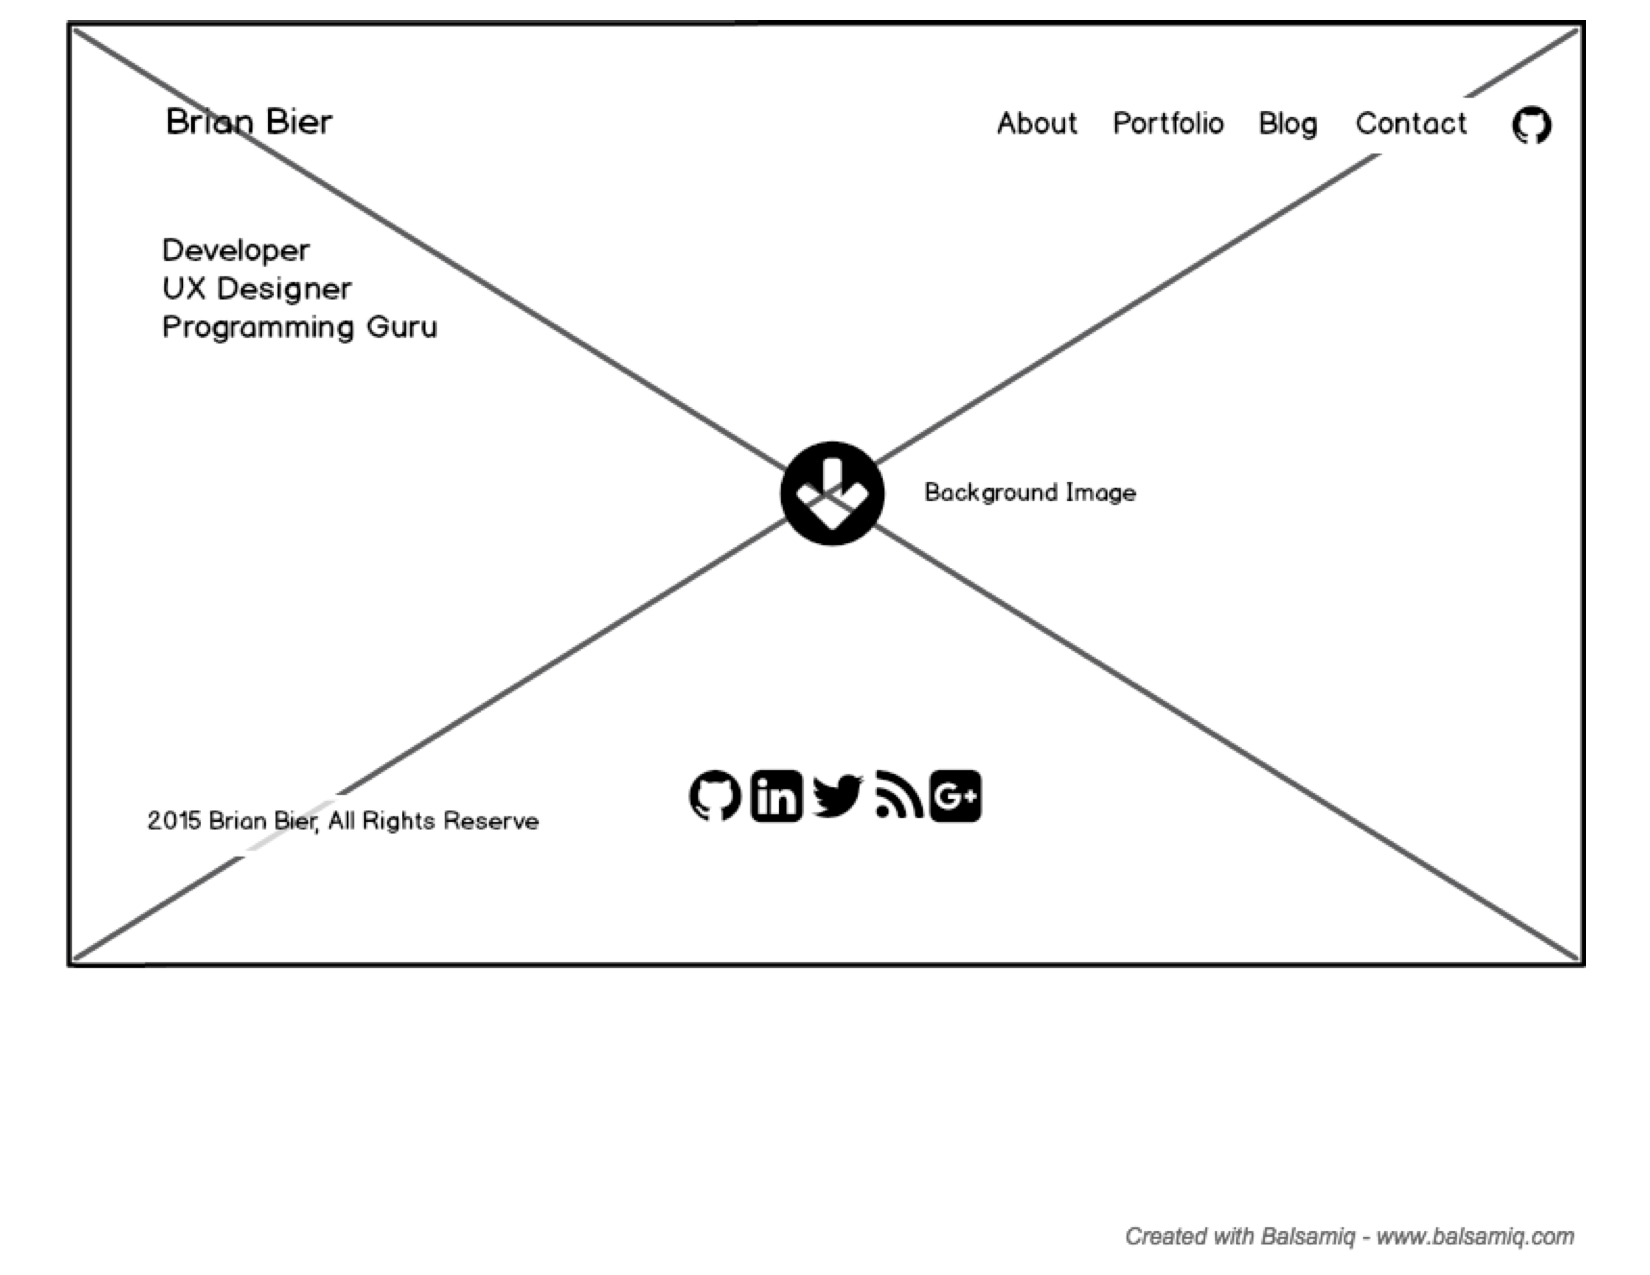 Brian Bier
About Portfolio Blog Contact
Developer
UX Designer
Programming Guru
Background Image
in
G+
2015 Brian Bier, All Rights Reserve
Created with Balsamiq - www.balsamiq.com